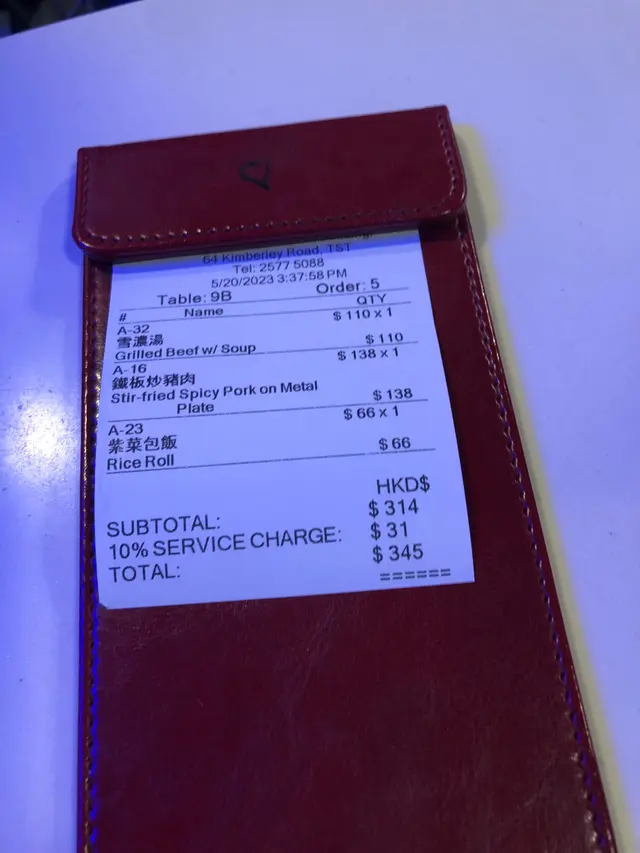 64 Kimberley Road, TST
Tel: 2577 5088
5/20/2023 3:37:58 PM
Table: 9B Order: 5
# Name QTY
A-32 $ 110 x 1
雪濃湯
Grilled Beef w/ Soup $ 110
A-16 $ 138 x 1
鐵板炒豬肉
Stir-fried Spicy Pork on Metal
Plate $ 138
A-23 $ 66 x 1
紫菜包飯
Rice Roll $ 66
HKD$
SUBTOTAL: $ 314
10% SERVICE CHARGE: $ 31
TOTAL: $ 345
======